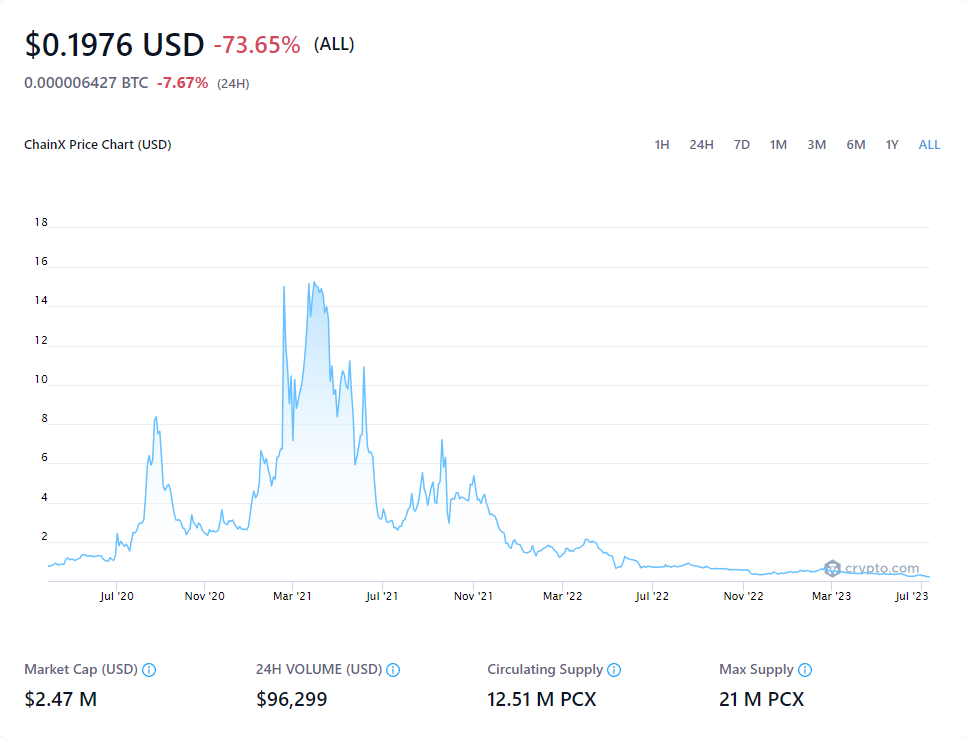 $0.1976 USD -73.65% (ALL)
0.000006427 BTC -7.67% (24H)
ChainX Price Chart (USD) 1H 24H 7D 1M 3M 6M 1Y ALL
18
16
14
12
10
8
6
4
2
crypto.com
Jul '20 Nov '20 Mar '21 Jul '21 Nov '21 Mar '22 Jul '22 Nov '22 Mar '23 Jul '23
Market Cap (USD) 24H VOLUME (USD) Circulating Supply Max Supply
$2.47 M $96,299 12.51 M PCX 21 M PCX